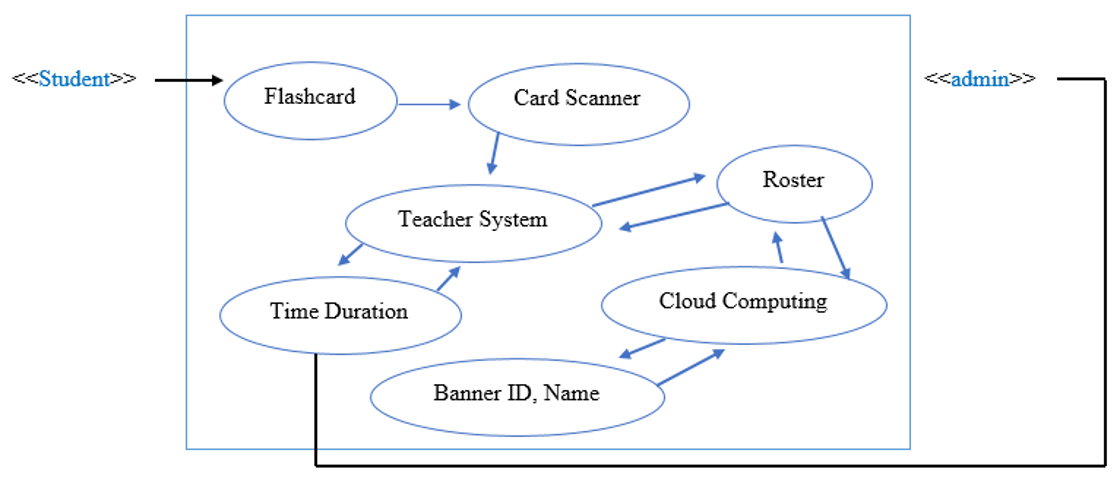 <<Student>>
<<admin>>
Flashcard
Card Scanner
Roster
Teacher System
Time Duration
Cloud Computing
Banner ID, Name